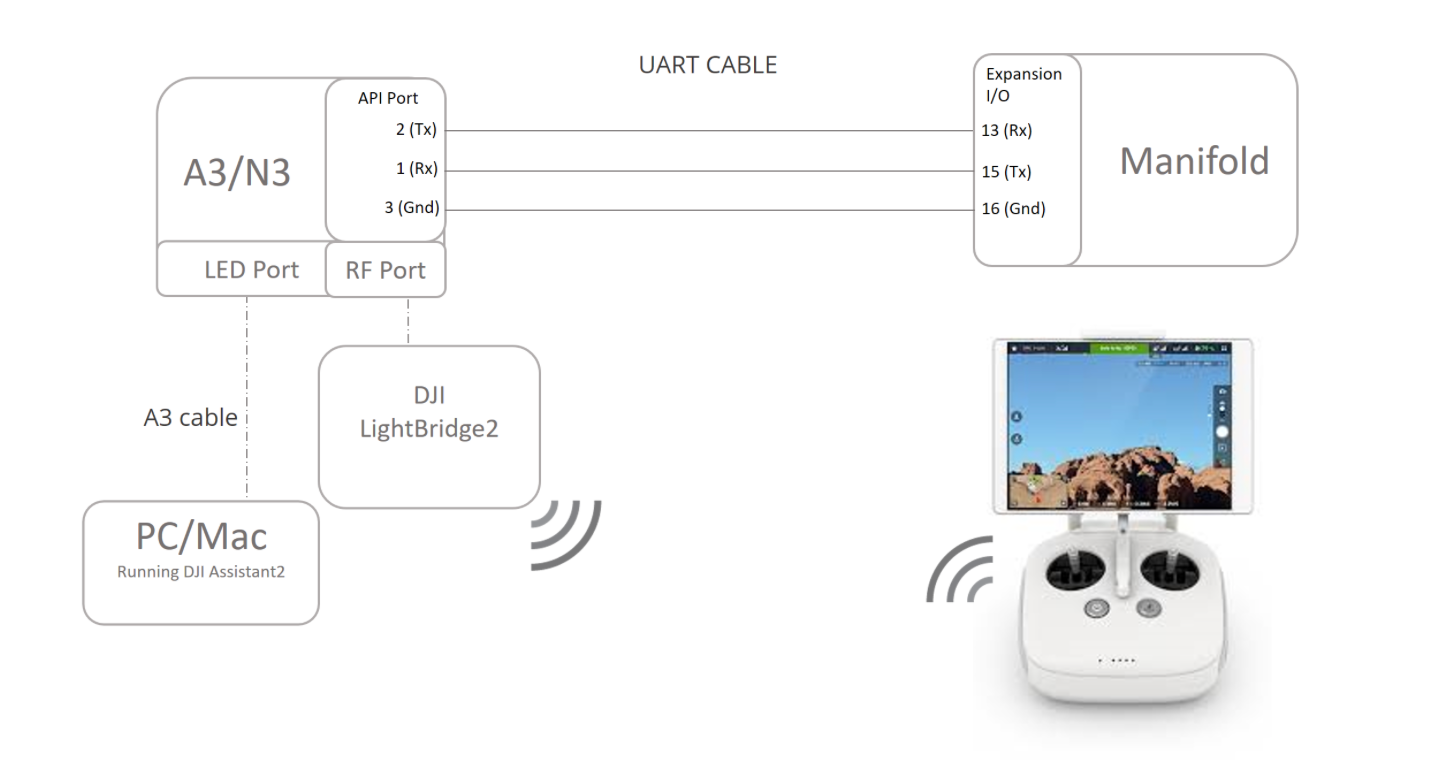 UART CABLE
API Port
2 (Tx)
1 (Rx)
3 (Gnd)
A3/N3
LED Port
RF Port
Expansion
I/O
13 (Rx)
15 (Tx)
16 (Gnd)
Manifold
A3 cable
DJI
LightBridge2
PC/Mac
Running DJI Assistant2